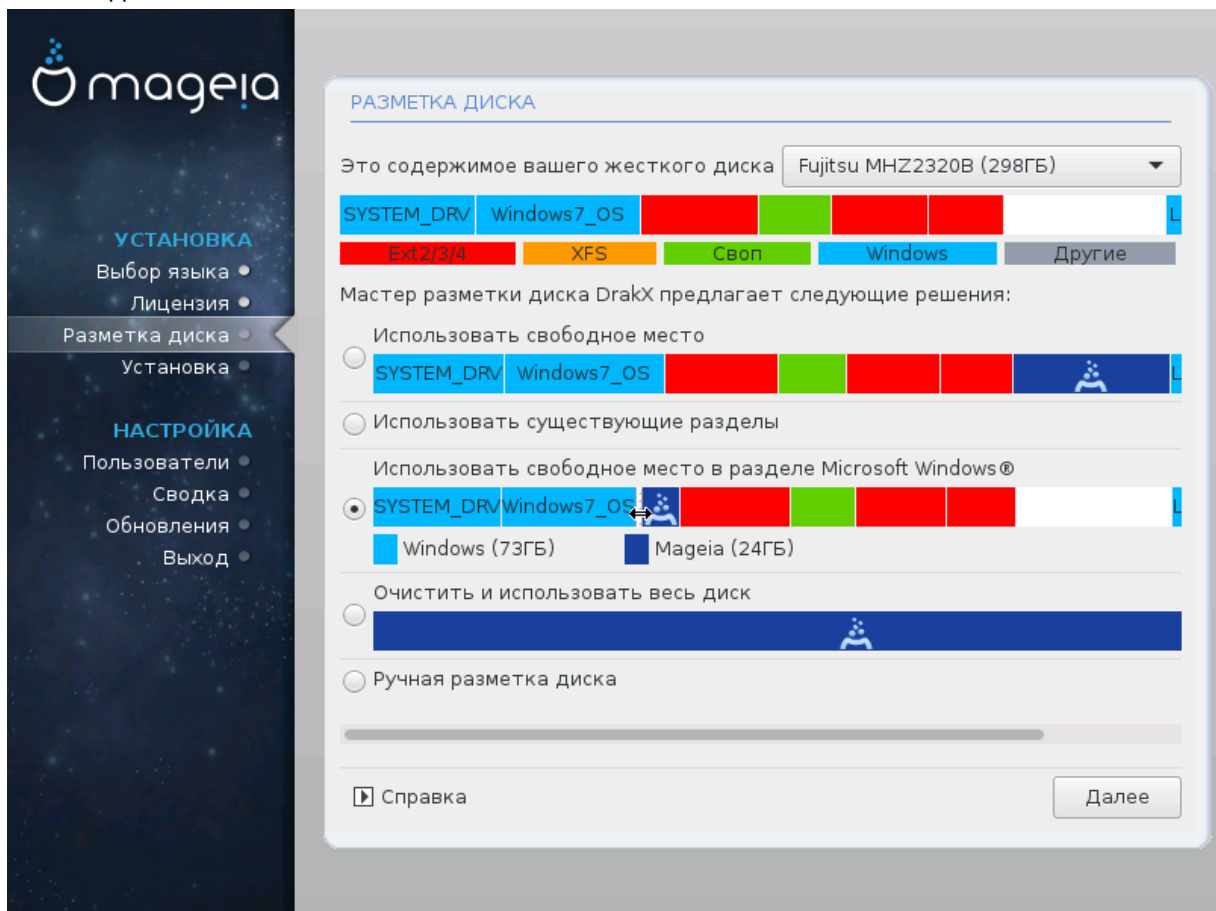 mageia
УСТАНОВКА
Выбор языка
Лицензия
Разметка диска
Установка
НАСТРОЙКА
Пользователи
Сводка
Обновления
Выход
РАЗМЕТКА ДИСКА
Это содержимое вашего жесткого диска Fujitsu MHZ2320B (298ГБ)
SYSTEM_DRV Windows7_OS L
Ext2/3/4 XFS Своп Windows Другие
Мастер разметки диска DrakX предлагает следующие решения:
Использовать свободное место
SYSTEM_DRV Windows7_OS L
Использовать существующие разделы
Использовать свободное место в разделе Microsoft Windows®
SYSTEM_DRV Windows7_OS L
Windows (73ГБ) Mageia (24ГБ)
Очистить и использовать весь диск
Ручная разметка диска
Справка
Далее